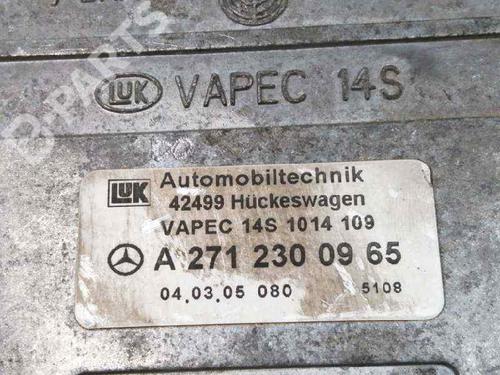 B-PARTS
LUK VAPEC 14S
LUK Automobiltechnik
42499 Hückeswagen
VAPEC 14S 1014 109
A 271 230 09 65
04.03.05 080 5108